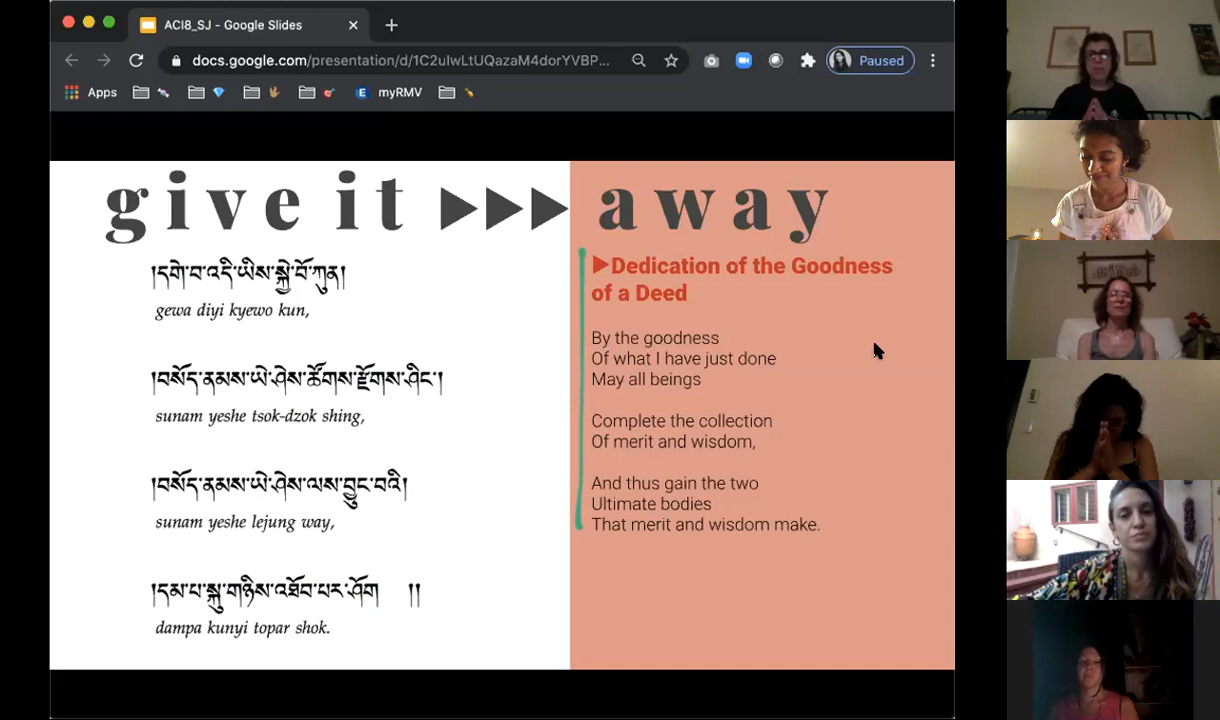 ACI8_SJ - Google Slides
docs.google.com/presentation/d/1C2ulwLtUQazaM4dorYVBP...
Paused
Apps
myRMV
give it ▶▶▶ away
།དགེ་བ་འདི་ཡིས་སྐྱེ་བོ་ཀུན།
gewa diyi kyewo kun,
།བསོད་ནམས་ཡེ་ཤེས་ཚོགས་རྫོགས་ཤིང་།
sunam yeshe tsok-dzok shing,
།བསོད་ནམས་ཡེ་ཤེས་ལས་བྱུང་བའི།
sunam yeshe lejung way,
།དམ་པ་སྐུ་གཉིས་འཐོབ་པར་ཤོག །།
dampa kunyi topar shok.
▶Dedication of the Goodness
of a Deed
By the goodness
Of what I have just done
May all beings
Complete the collection
Of merit and wisdom,
And thus gain the two
Ultimate bodies
That merit and wisdom make.